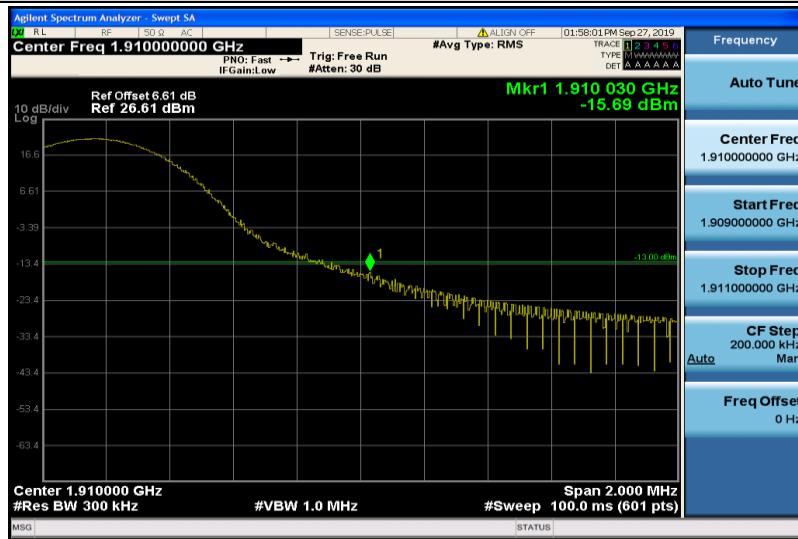 Agilent Spectrum Analyzer - Swept SA
RL RF 50 Ω AC SENSE:PULSE ALIGN OFF 01:58:01 PM Sep 27, 2019
Center Freq 1.910000000 GHz
PNO: Fast
IFGain:Low
Trig: Free Run
#Atten: 30 dB
#Avg Type: RMS
TRACE 1 2 3 4 5 6
TYPE M
DET A A A A A A
Ref Offset 6.61 dB
Ref 26.61 dBm
10 dB/div
Log
Mkr1 1.910 030 GHz
-15.69 dBm
16.6
6.61
-3.39
-13.4
-23.4
-33.4
-43.4
-53.4
-63.4
1
-13.00 dBm
Center 1.910000 GHz
Span 2.000 MHz
#Res BW 300 kHz
#VBW 1.0 MHz
#Sweep 100.0 ms (601 pts)
MSG
STATUS
Frequency
Auto Tune
Center Freq
1.910000000 GHz
Start Freq
1.909000000 GHz
Stop Freq
1.911000000 GHz
CF Step
200.000 kHz
Auto Man
Freq Offset
0 Hz